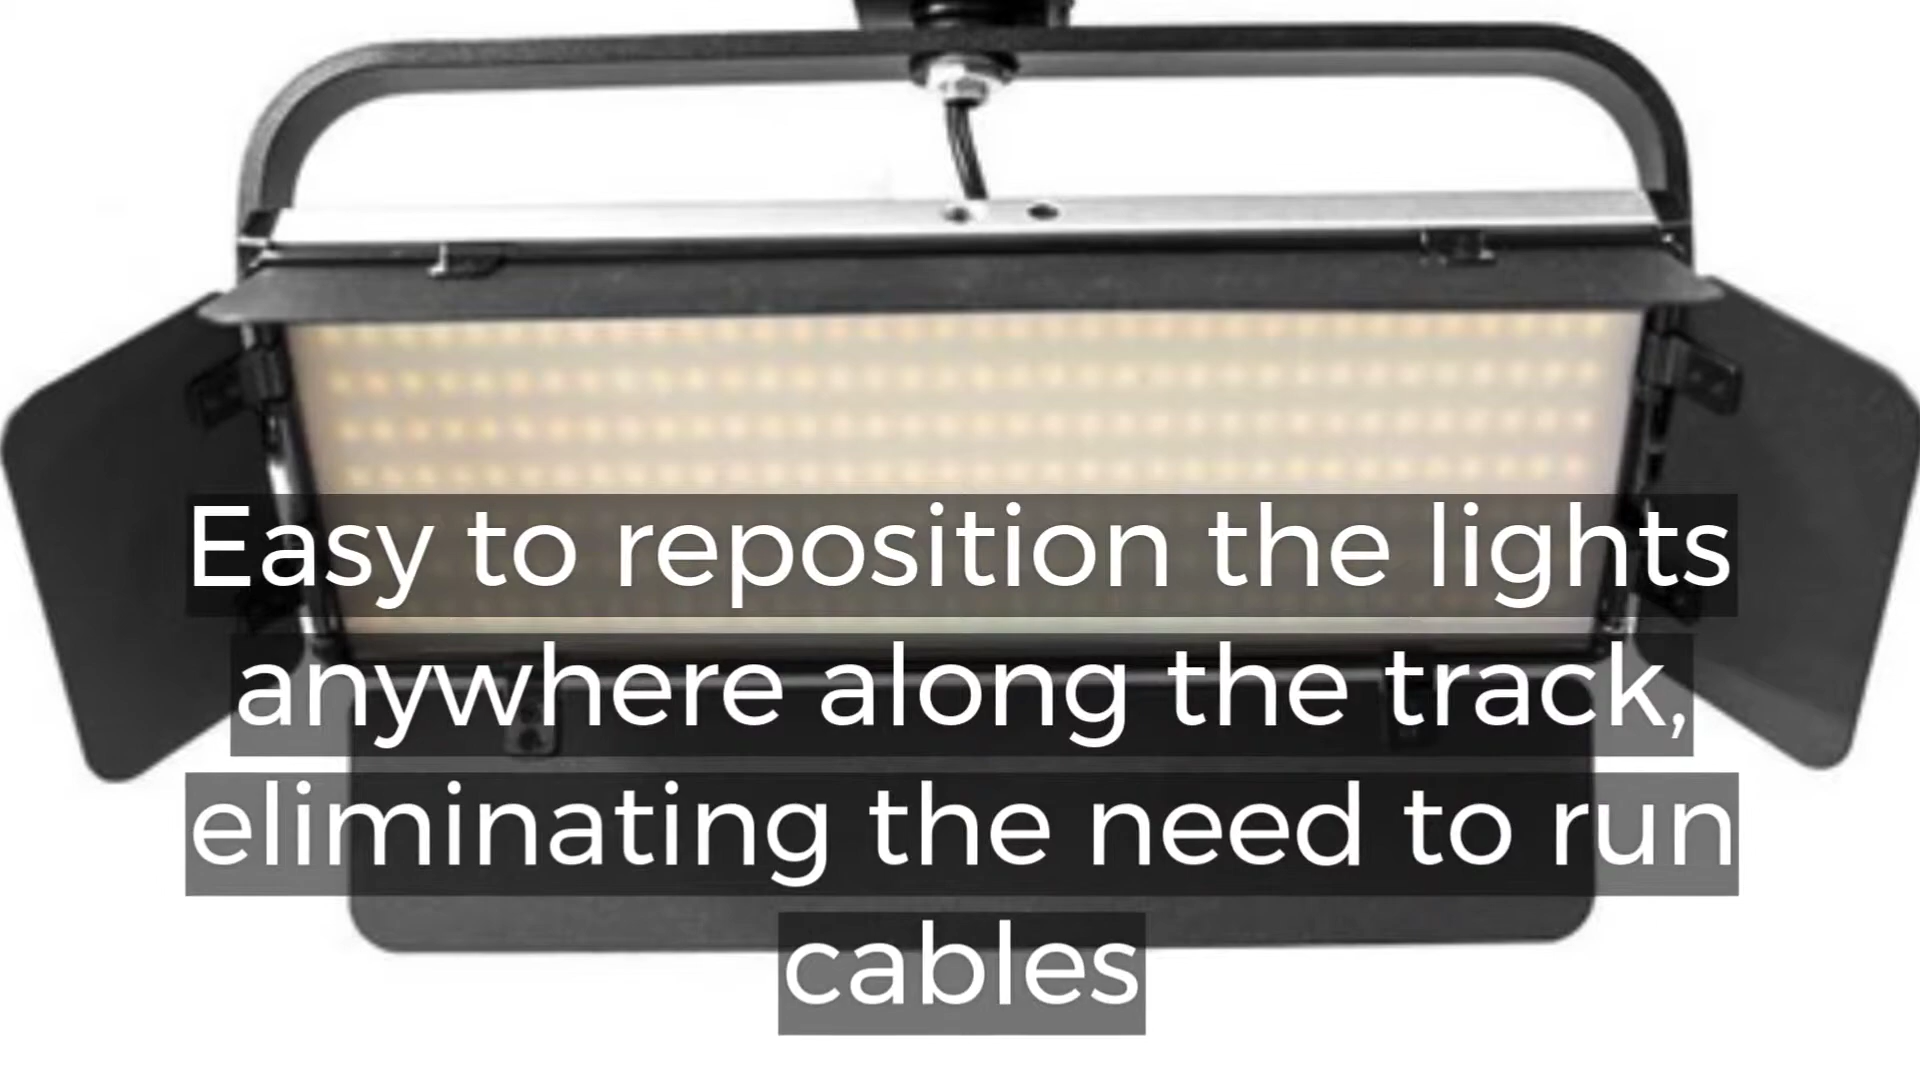 Easy to reposition the lights
anywhere along the track,
eliminating the need to run
cables